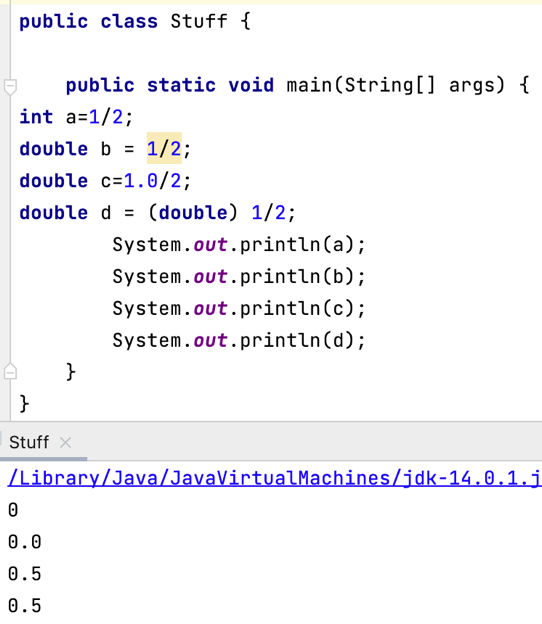 public class Stuff {
public static void main(String[] args) {
int a=1/2;
double b = 1/2;
double c=1.0/2;
double d = (double) 1/2;
System.out.println(a);
System.out.println(b);
System.out.println(c);
System.out.println(d);
}
}
Stuff ×
/Library/Java/JavaVirtualMachines/jdk-14.0.1.j
0
0.0
0.5
0.5